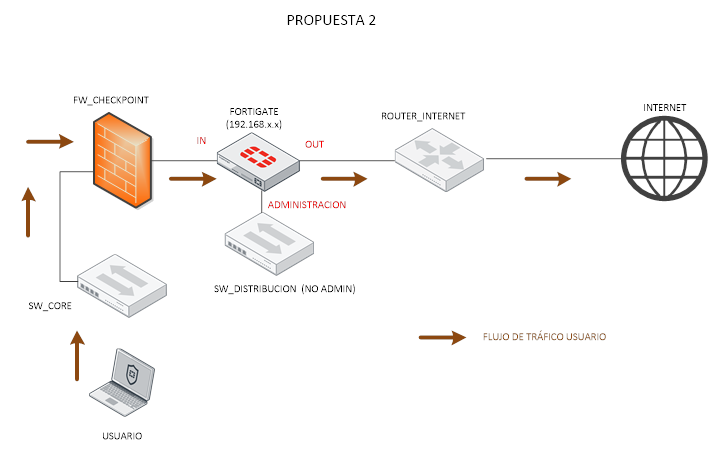 PROPUESTA 2
FW_CHECKPOINT
FORTIGATE
(192.168.x.x)
ROUTER_INTERNET
INTERNET
IN
OUT
ADMINISTRACION
SW_DISTRIBUCION (NO ADMIN)
SW_CORE
FLUJO DE TRÁFICO USUARIO
USUARIO